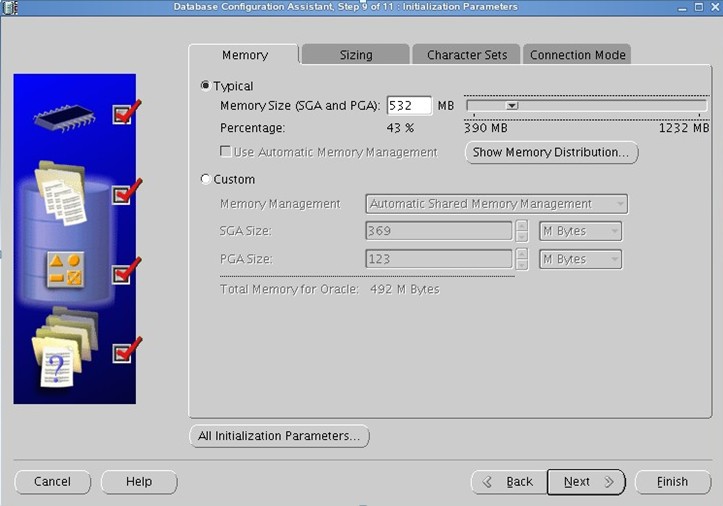 Database Configuration Assistant, Step 9 of 11 : Initialization Parameters
Memory Sizing Character Sets Connection Mode
Typical
Memory Size (SGA and PGA): 532 MB
Percentage: 43 % 390 MB 1232 MB
Use Automatic Memory Management Show Memory Distribution...
Custom
Memory Management Automatic Shared Memory Management
SGA Size: 369 M Bytes
PGA Size: 123 M Bytes
Total Memory for Oracle: 492 M Bytes
?
All Initialization Parameters...
Cancel Help Back Next Finish